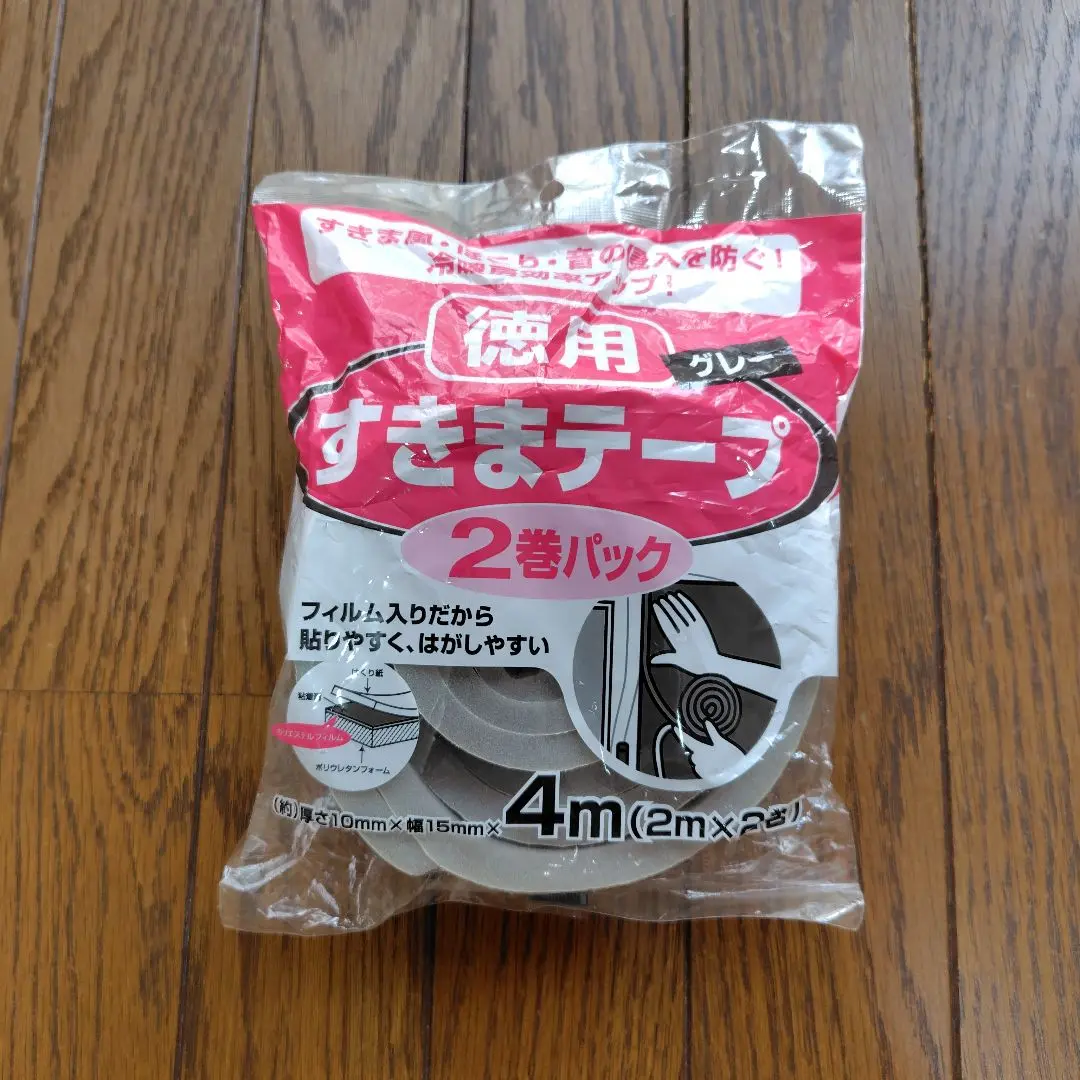 すきま風・ほこり・音の侵入を防ぐ!
冷暖房効率アップ!
徳用
グレー
すきまテープ
2巻パック
フィルム入りだから
貼りやすく、はがしやすい
はくり紙
粘着剤
ポリエステルフィルム
ポリウレタンフォーム
(約)厚さ10mm×幅15mm×4m(2m×2巻)